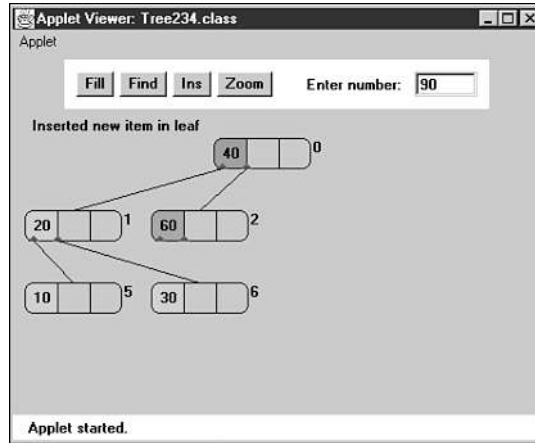 Applet Viewer: Tree234.class
Applet
Fill Find Ins Zoom Enter number: 90
Inserted new item in leaf
40 0
20 1 60 2
10 5 30 6
Applet started.